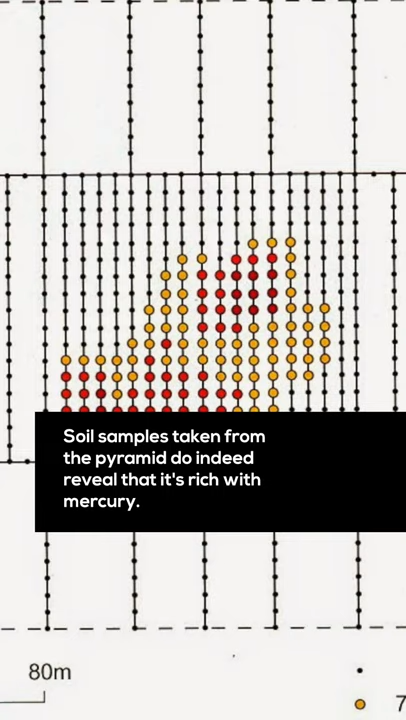 Soil samples taken from
the pyramid do indeed
reveal that it's rich with
mercury.
80m
7